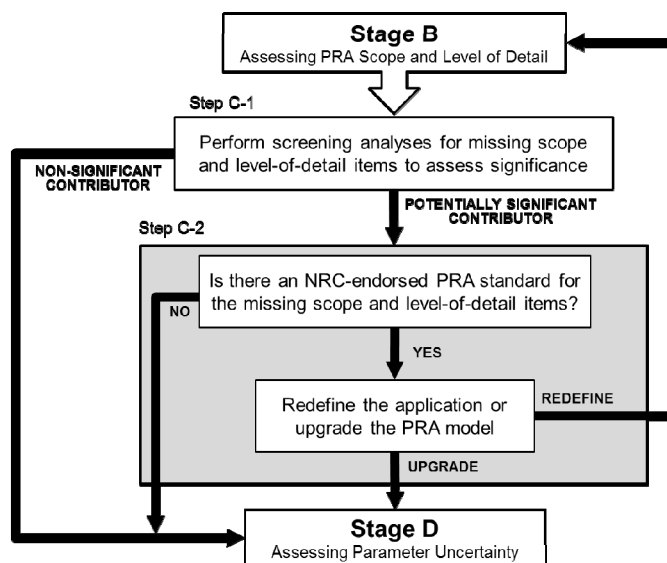 Stage B
Assessing PRA Scope and Level of Detail
Step C-1
Perform screening analyses for missing scope
and level-of-detail items to assess significance
NON-SIGNIFICANT
CONTRIBUTOR
POTENTIALLY SIGNIFICANT
CONTRIBUTOR
Step C-2
Is there an NRC-endorsed PRA standard for
the missing scope and level-of-detail items?
NO
YES
Redefine the application or
upgrade the PRA model
REDEFINE
UPGRADE
Stage D
Assessing Parameter Uncertainty